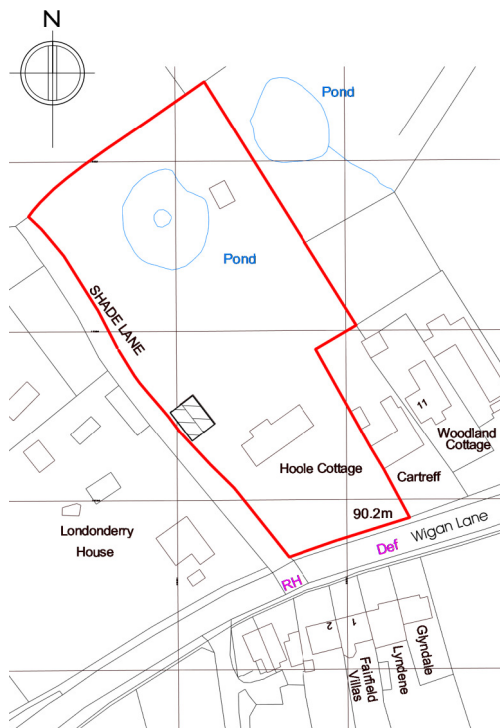 N
Pond
Pond
SHADE LANE
11
Woodland
Cottage
Hoole Cottage
Cartreff
90.2m
Wigan Lane
Def
Londonderry
House
RH
2
1
Fairfield
Villas
Lyndene
Glyndale